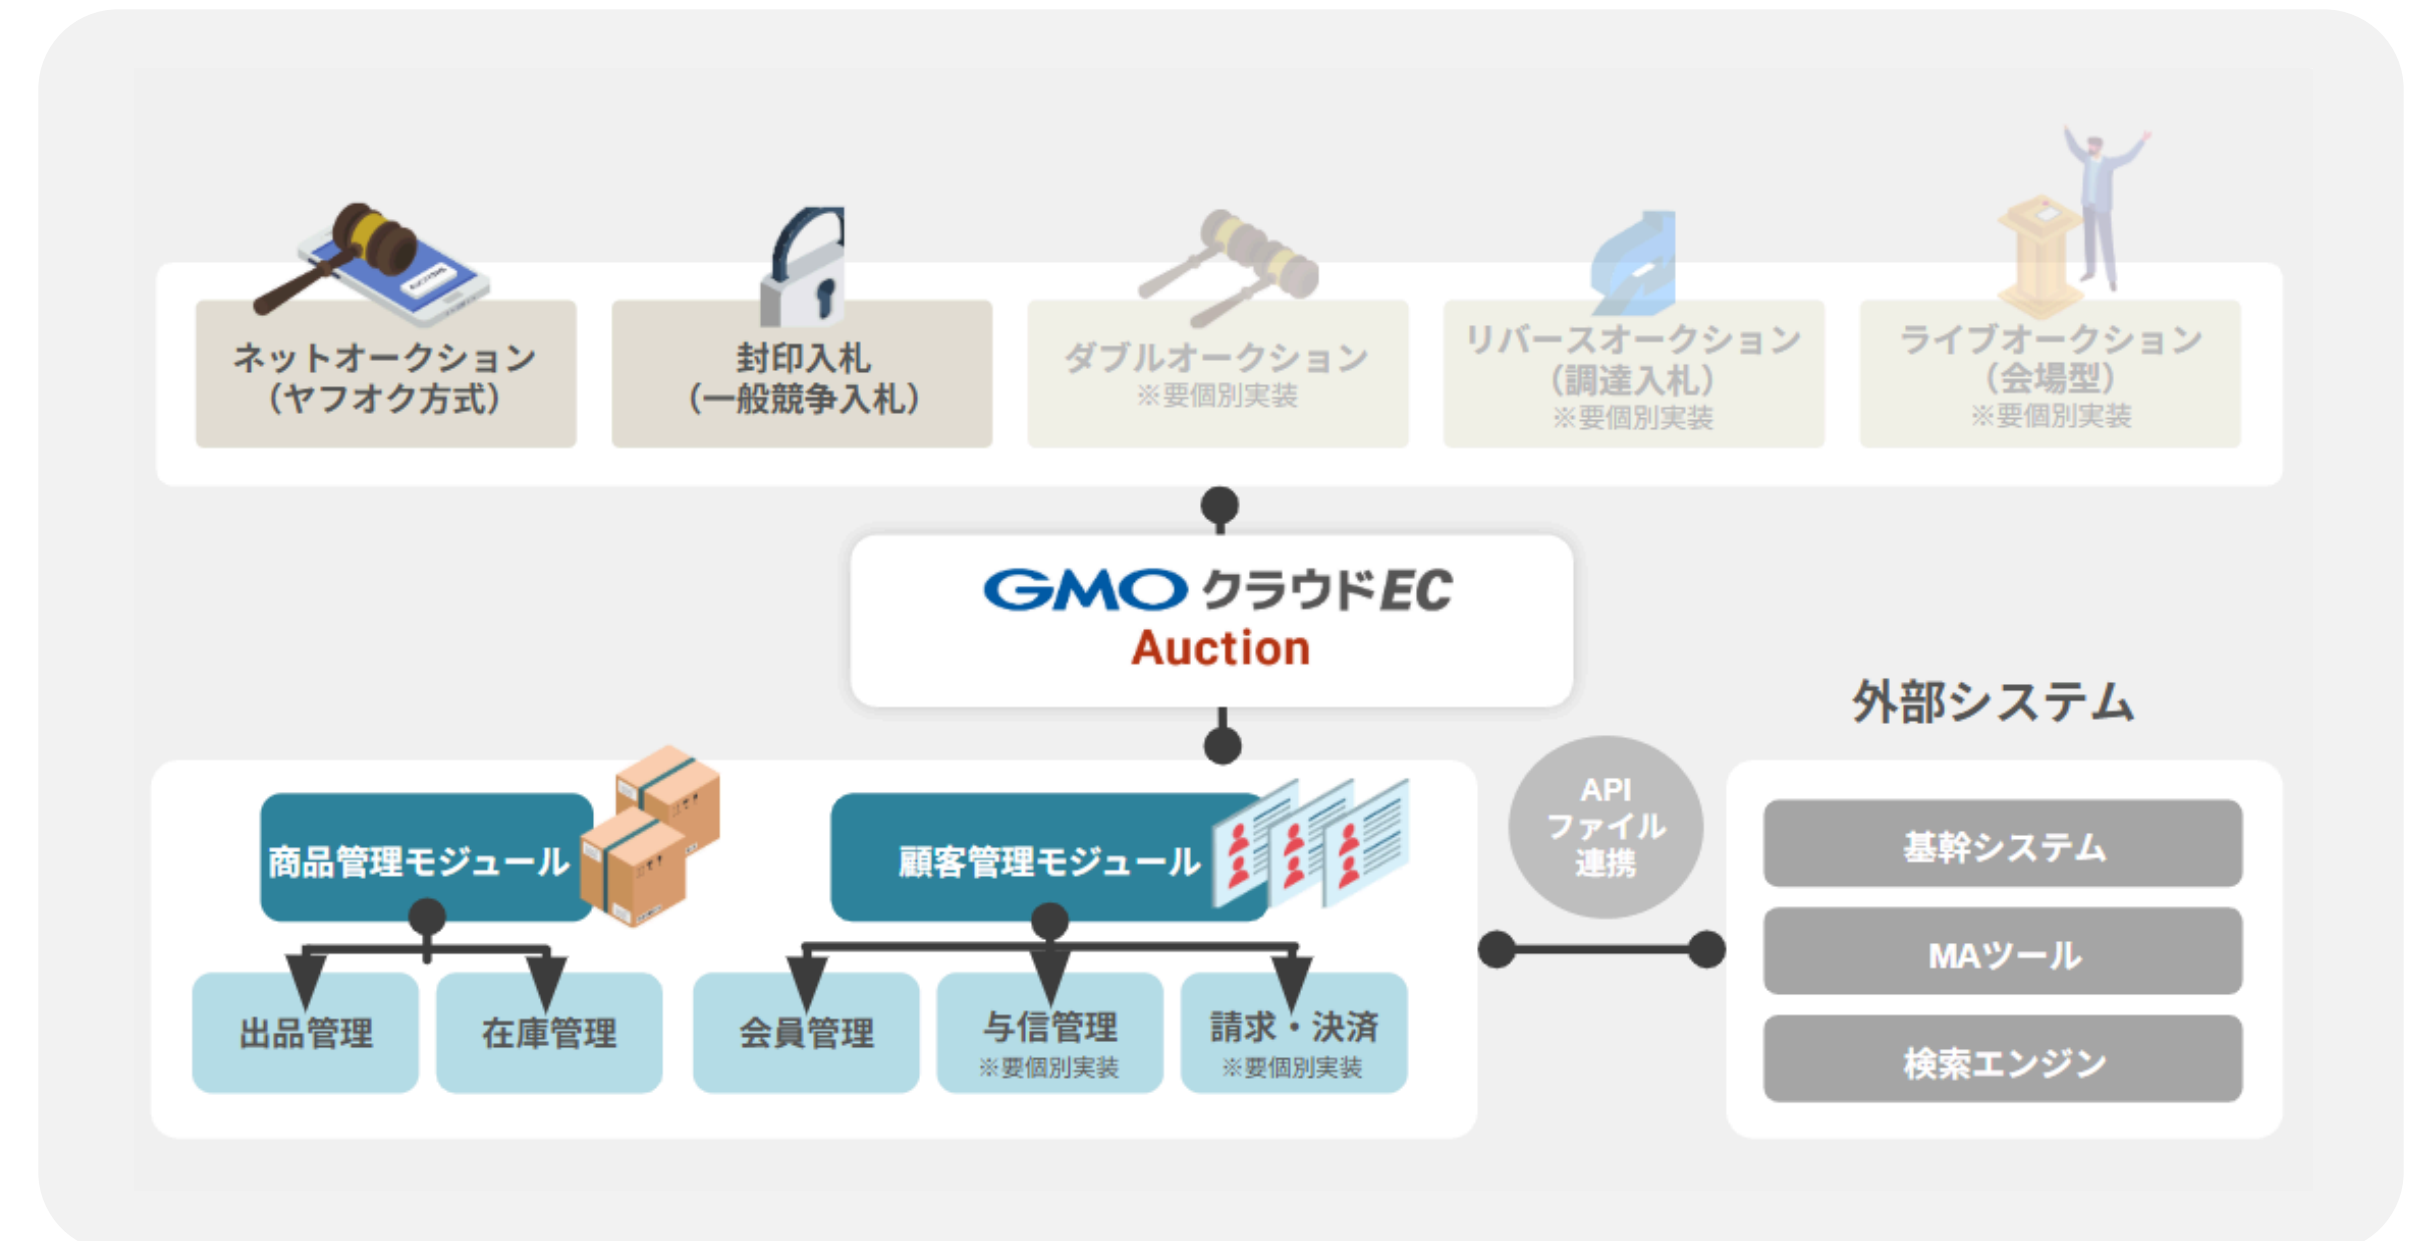 ネットオークション
（ヤフオク方式）
封印入札
（一般競争入札）
ダブルオークション
※要個別実装
リバースオークション
（調達入札）
※要個別実装
ライブオークション
（会場型）
※要個別実装
GMO クラウドEC
Auction
外部システム
商品管理モジュール
顧客管理モジュール
API
ファイル
連携
基幹システム
MAツール
検索エンジン
出品管理
在庫管理
会員管理
与信管理
※要個別実装
請求・決済
※要個別実装